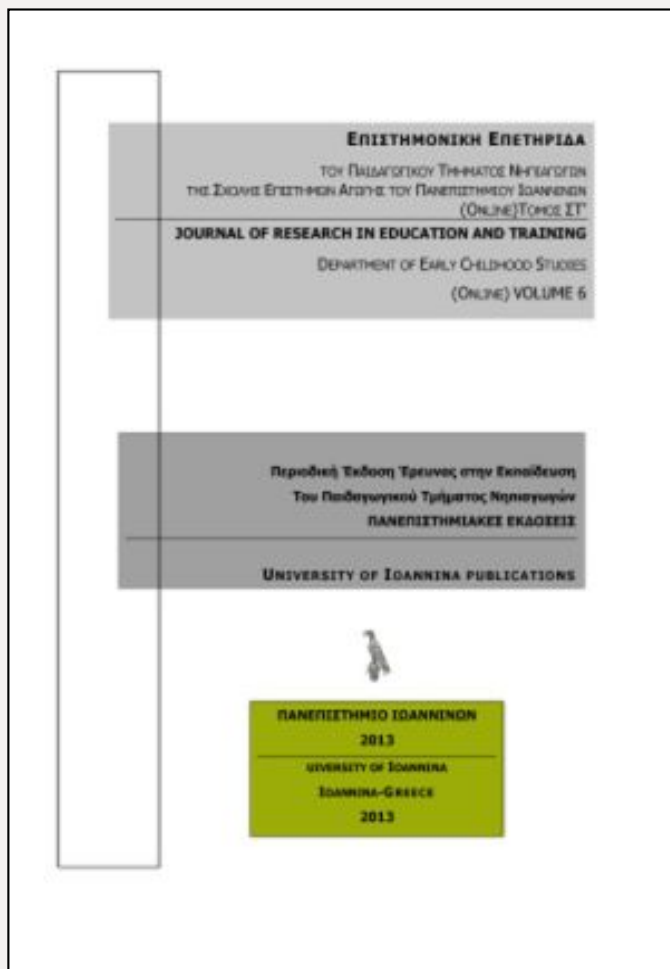 ΕΠΙΣΤΗΜΟΝΙΚΗ ΕΠΕΤΗΡΙΔΑ
ΤΟΥ ΠΑΙΔΑΓΩΓΙΚΟΥ ΤΜΗΜΑΤΟΣ ΝΗΠΙΑΓΩΓΩΝ
ΤΗΣ ΣΧΟΛΗΣ ΕΠΙΣΤΗΜΩΝ ΑΓΩΓΗΣ ΤΟΥ ΠΑΝΕΠΙΣΤΗΜΙΟΥ ΙΩΑΝΝΙΝΩΝ
(ONLINE)ΤΟΜΟΣ ΣΤ'
JOURNAL OF RESEARCH IN EDUCATION AND TRAINING
DEPARTMENT OF EARLY CHILDHOOD STUDIES
(ONLINE) VOLUME 6
Περιοδική Έκδοση Έρευνας στην Εκπαίδευση
Του Παιδαγωγικού Τμήματος Νηπιαγωγών
ΠΑΝΕΠΙΣΤΗΜΙΑΚΕΣ ΕΚΔΟΣΕΙΣ
UNIVERSITY OF IOANNINA PUBLICATIONS
ΠΑΝΕΠΙΣΤΗΜΙΟ ΙΩΑΝΝΙΝΩΝ
2013
UIVERSITY OF IOANNINA
IOANNINA-GREECE
2013